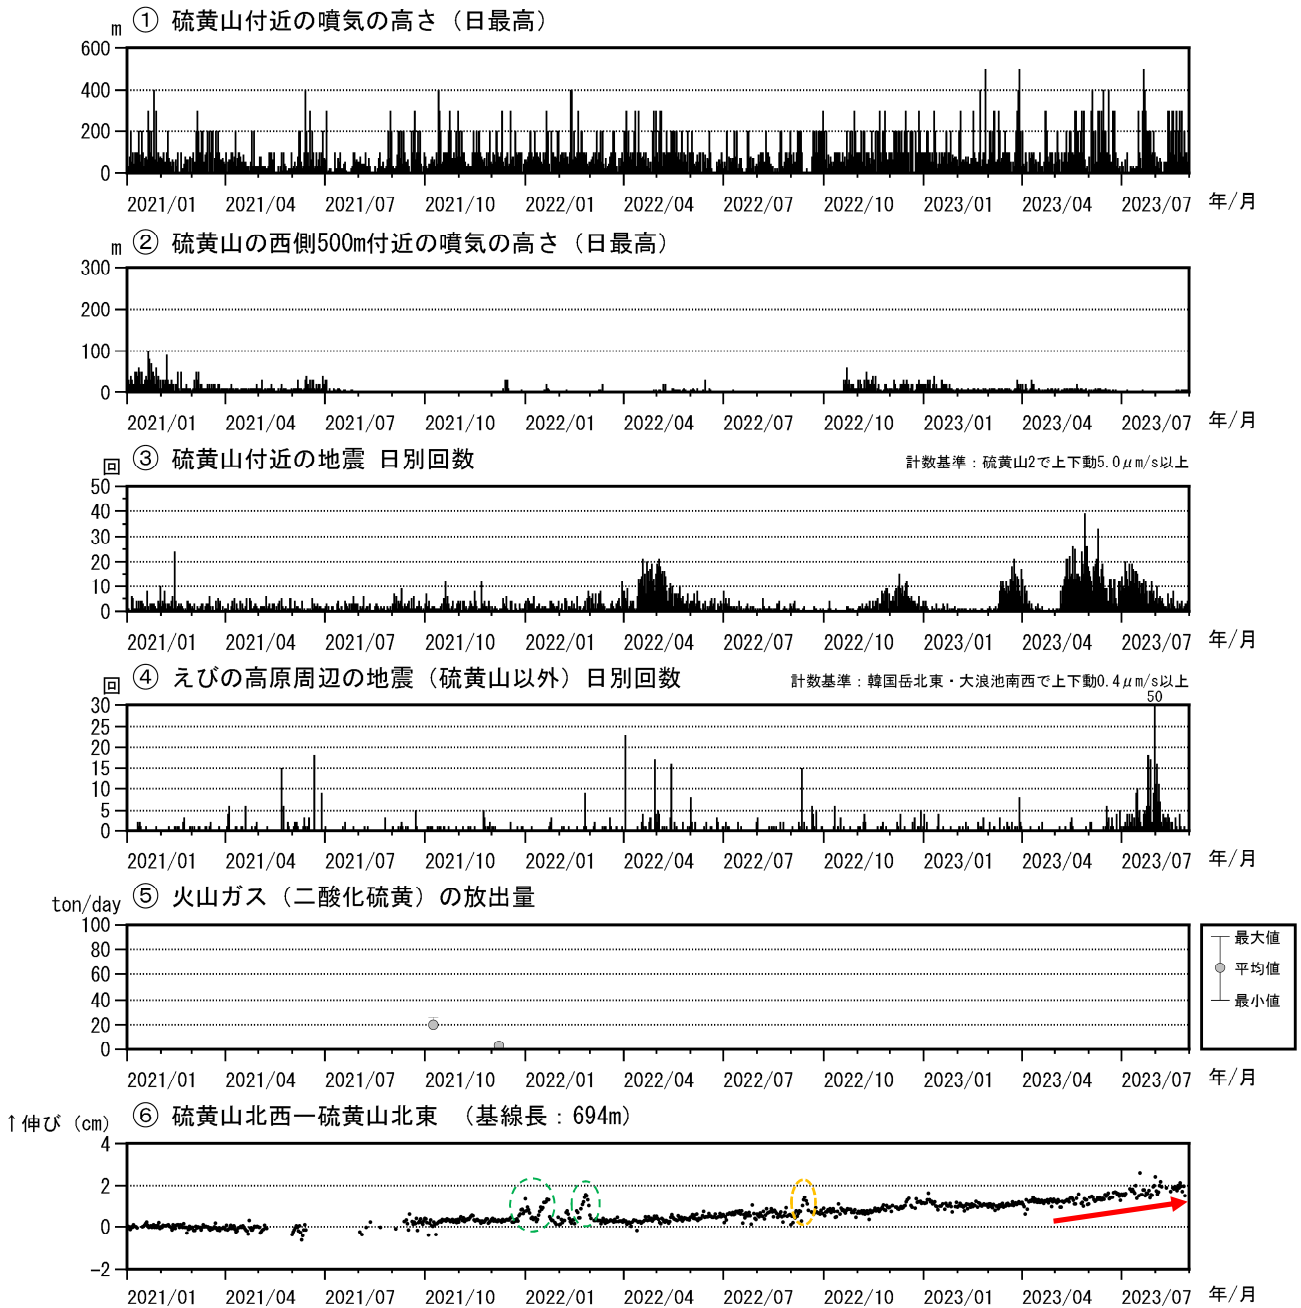 m ① 硫黄山付近の噴気の高さ（日最高）
600
400
200
0
2021/01 2021/04 2021/07 2021/10 2022/01 2022/04 2022/07 2022/10 2023/01 2023/04 2023/07 年/月
m ② 硫黄山の西側500m付近の噴気の高さ（日最高）
300
200
100
0
2021/01 2021/04 2021/07 2021/10 2022/01 2022/04 2022/07 2022/10 2023/01 2023/04 2023/07 年/月
回 ③ 硫黄山付近の地震 日別回数 計数基準：硫黄山2で上下動5.0μm/s以上
50
40
30
20
10
0
2021/01 2021/04 2021/07 2021/10 2022/01 2022/04 2022/07 2022/10 2023/01 2023/04 2023/07 年/月
回 ④ えびの高原周辺の地震（硫黄山以外）日別回数 計数基準：韓国岳北東・大浪池南西で上下動0.4μm/s以上
50
30
25
20
15
10
5
0
2021/01 2021/04 2021/07 2021/10 2022/01 2022/04 2022/07 2022/10 2023/01 2023/04 2023/07 年/月
ton/day ⑤ 火山ガス（二酸化硫黄）の放出量
100
80
60
40
20
0
最大値
平均値
最小値
2021/01 2021/04 2021/07 2021/10 2022/01 2022/04 2022/07 2022/10 2023/01 2023/04 2023/07 年/月
↑伸び（cm） ⑥ 硫黄山北西－硫黄山北東 （基線長：694m）
4
2
0
-2
2021/01 2021/04 2021/07 2021/10 2022/01 2022/04 2022/07 2022/10 2023/01 2023/04 2023/07 年/月